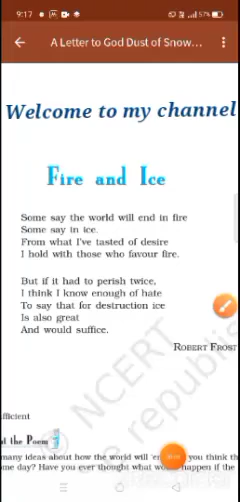 9:17
57%
A Letter to God Dust of Snow...
Welcome to my channel
Fire and Ice
Some say the world will end in fire
Some say in ice.
From what I've tasted of desire
I hold with those who favour fire.
But if it had to perish twice,
I think I know enough of hate
To say that for destruction ice
Is also great
And would suffice.
ROBERT FROST
© NCERT
republis
fficient
t the Poem
many ideas about how the world will 'en you think th
me day? Have you ever thought what wo happen if the